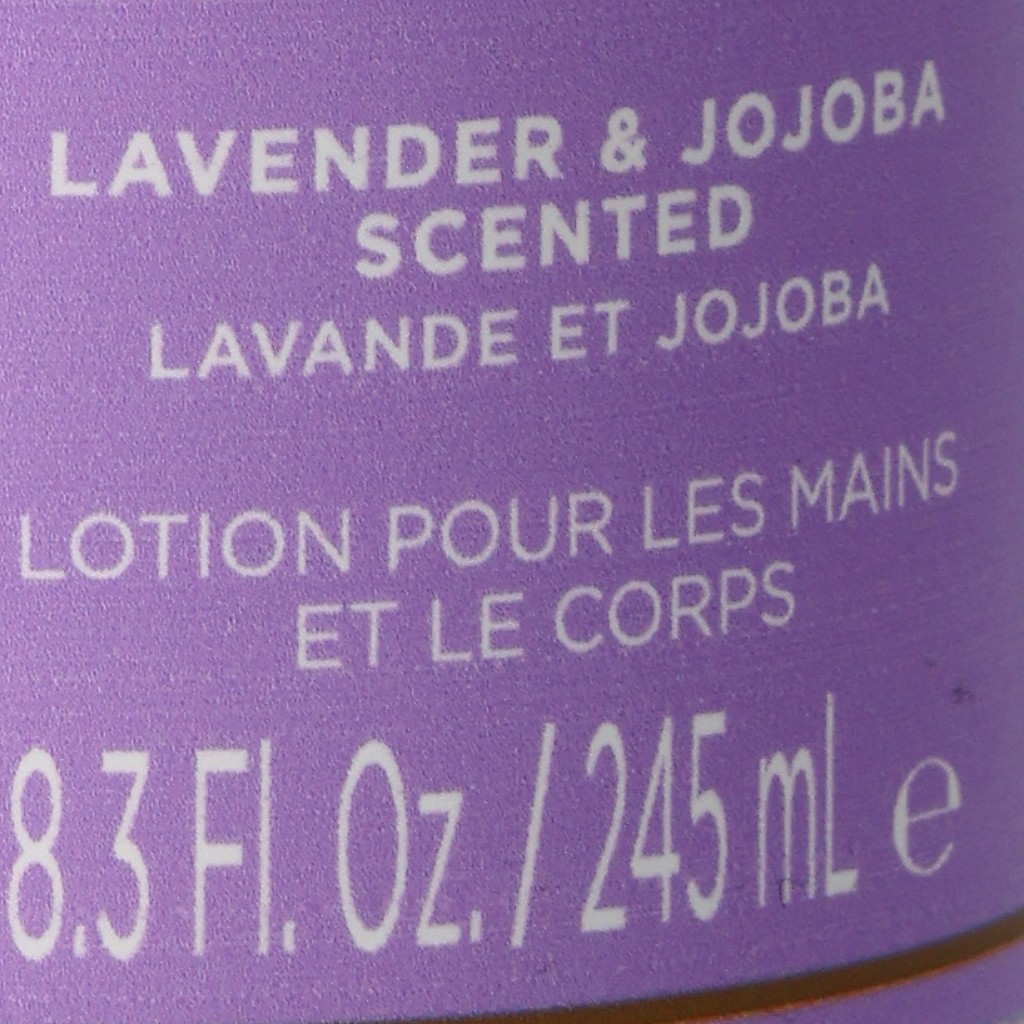 LAVENDER & JOJOBA
SCENTED
LAVANDE ET JOJOBA
LOTION POUR LES MAINS
ET LE CORPS
8.3 Fl. Oz. / 245 mL e